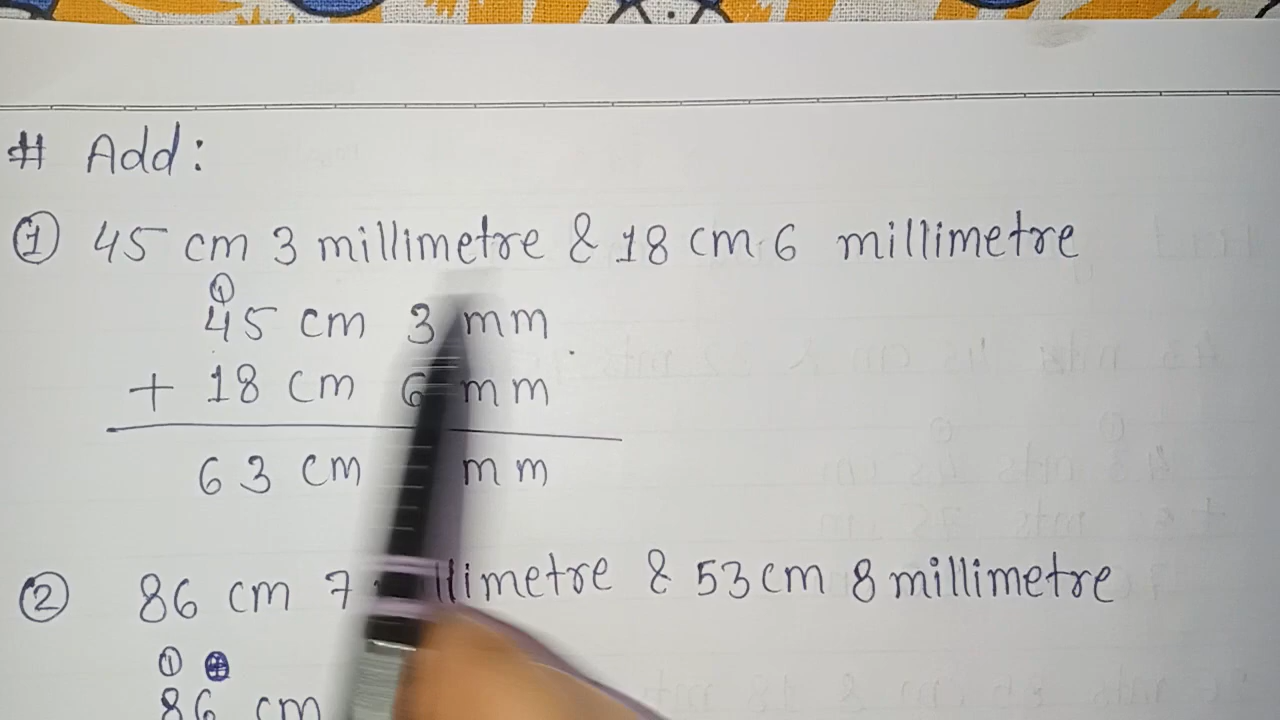 # Add:
① 45 cm 3 millimetre & 18 cm 6 millimetre
①
45 cm 3 mm
+ 18 cm 6 mm
63 cm mm
② 86 cm 7 & 53 cm 8 millimetre
①
86 cm